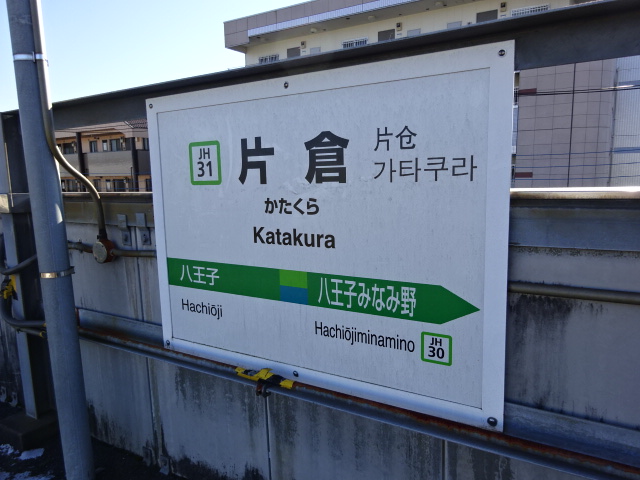 JH
31
片倉
片仓
가타쿠라
かたくら
Katakura
八王子
八王子みなみ野
Hachiōji
Hachiōjiminamino
JH
30